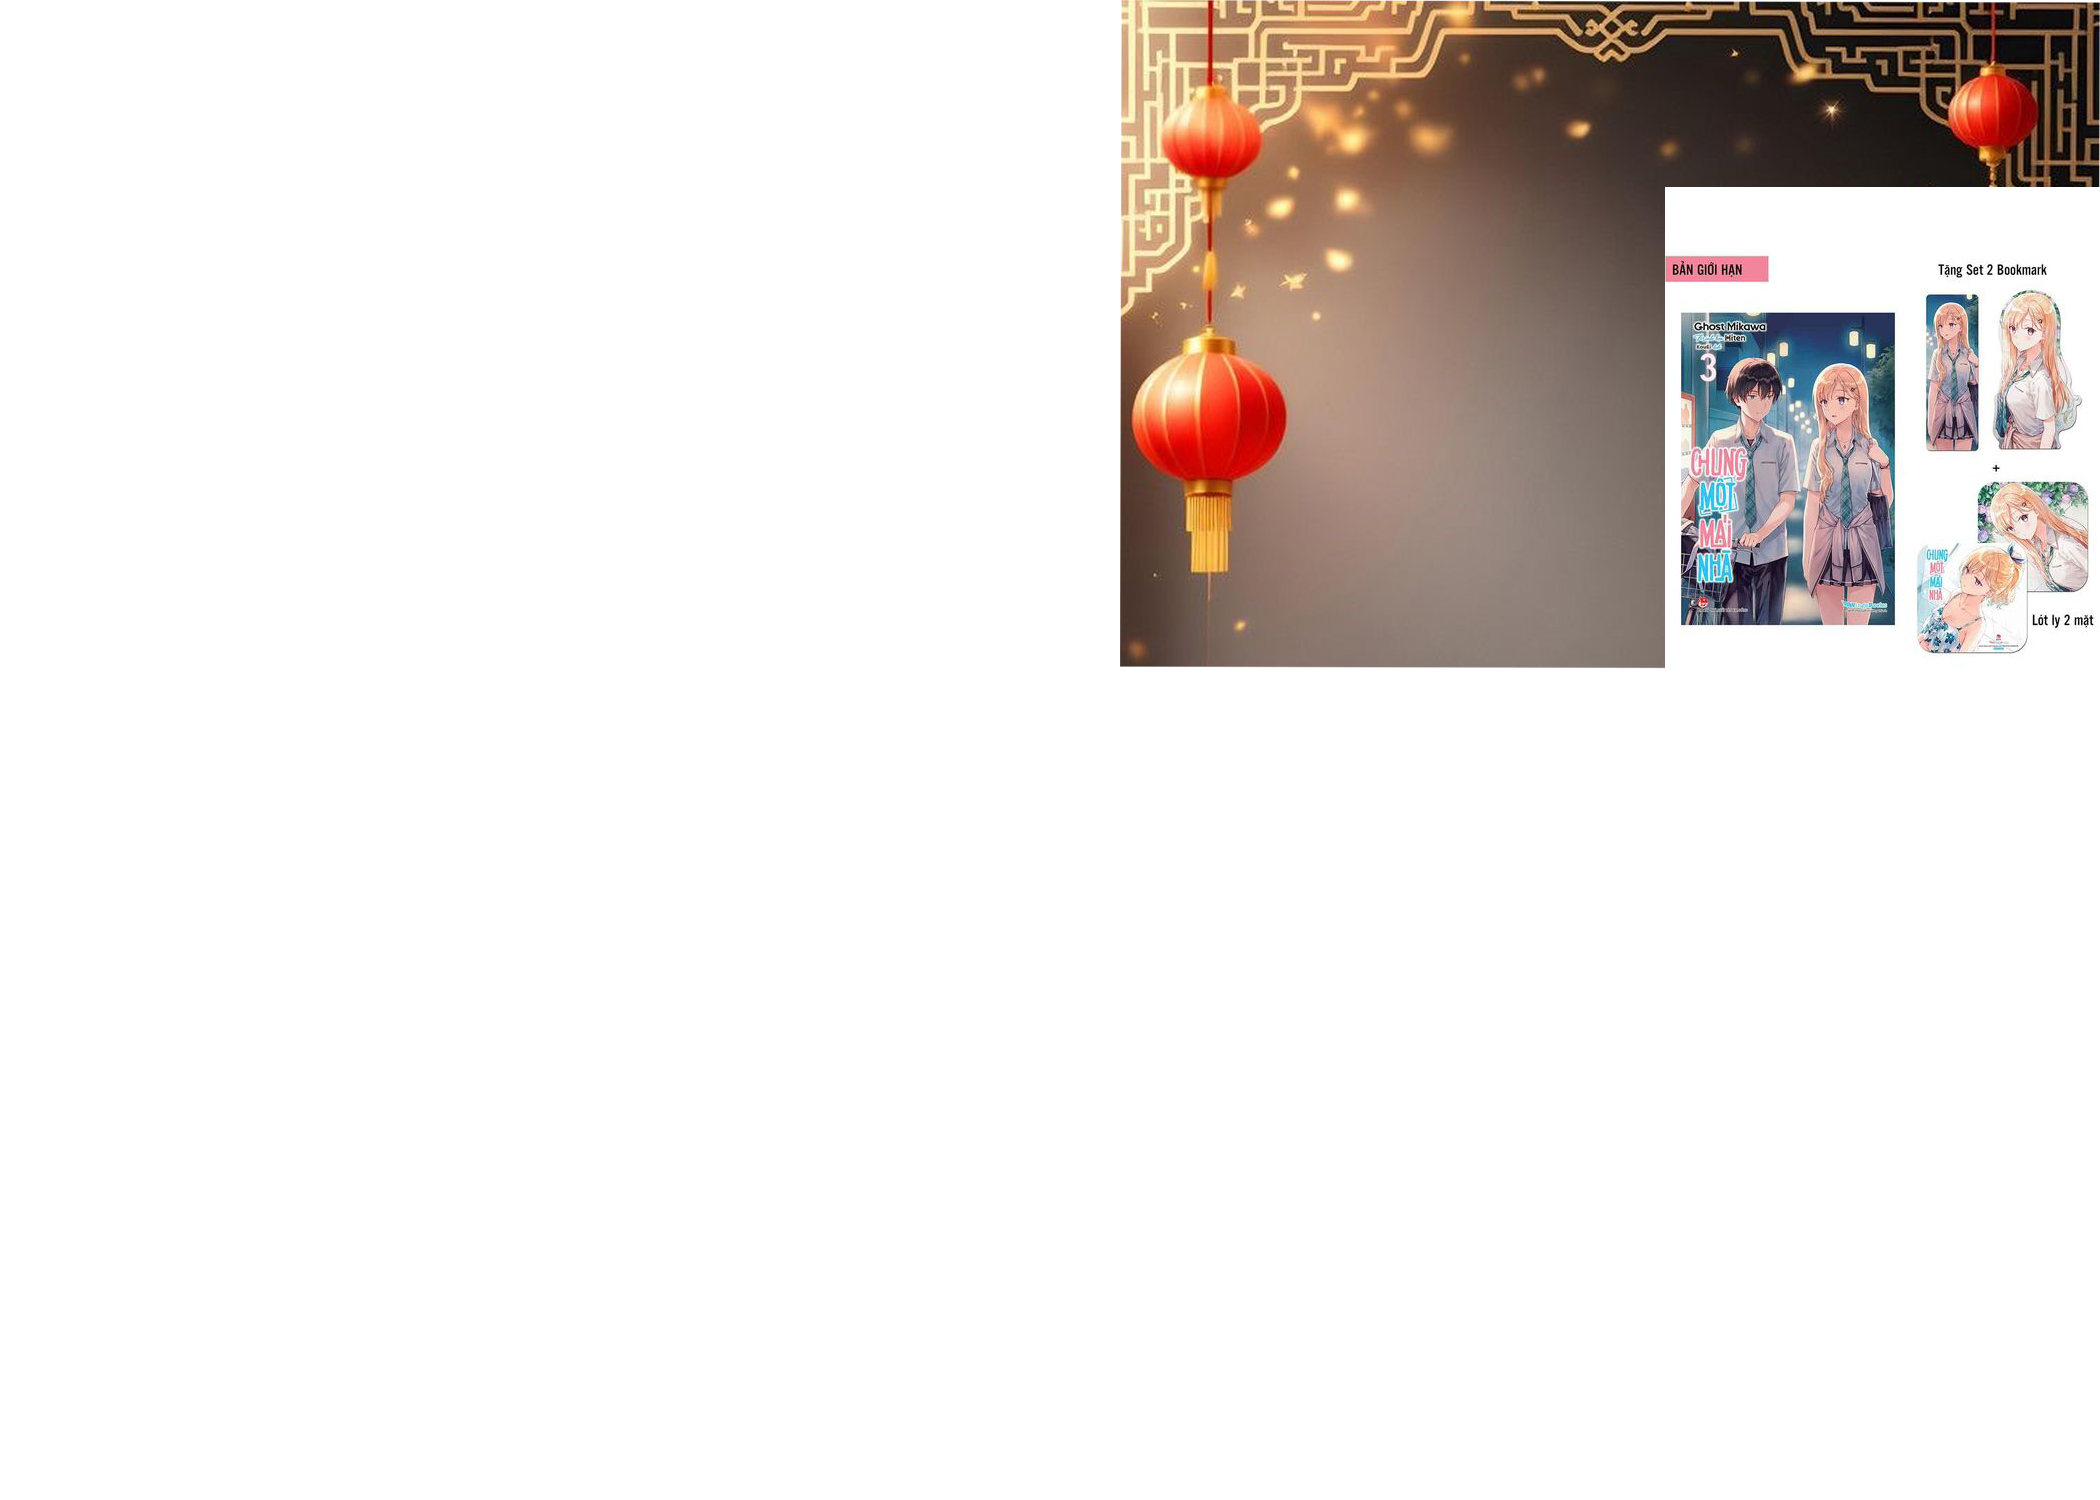 BẢN GIỚI HẠN
Tặng Set 2 Bookmark
Ghost Mikawa
Hiten
3
CHUNG
MỘT
MÁI
NHÀ
+
CHUNG
MỘT
MÁI
NHÀ
Lót ly 2 mặt